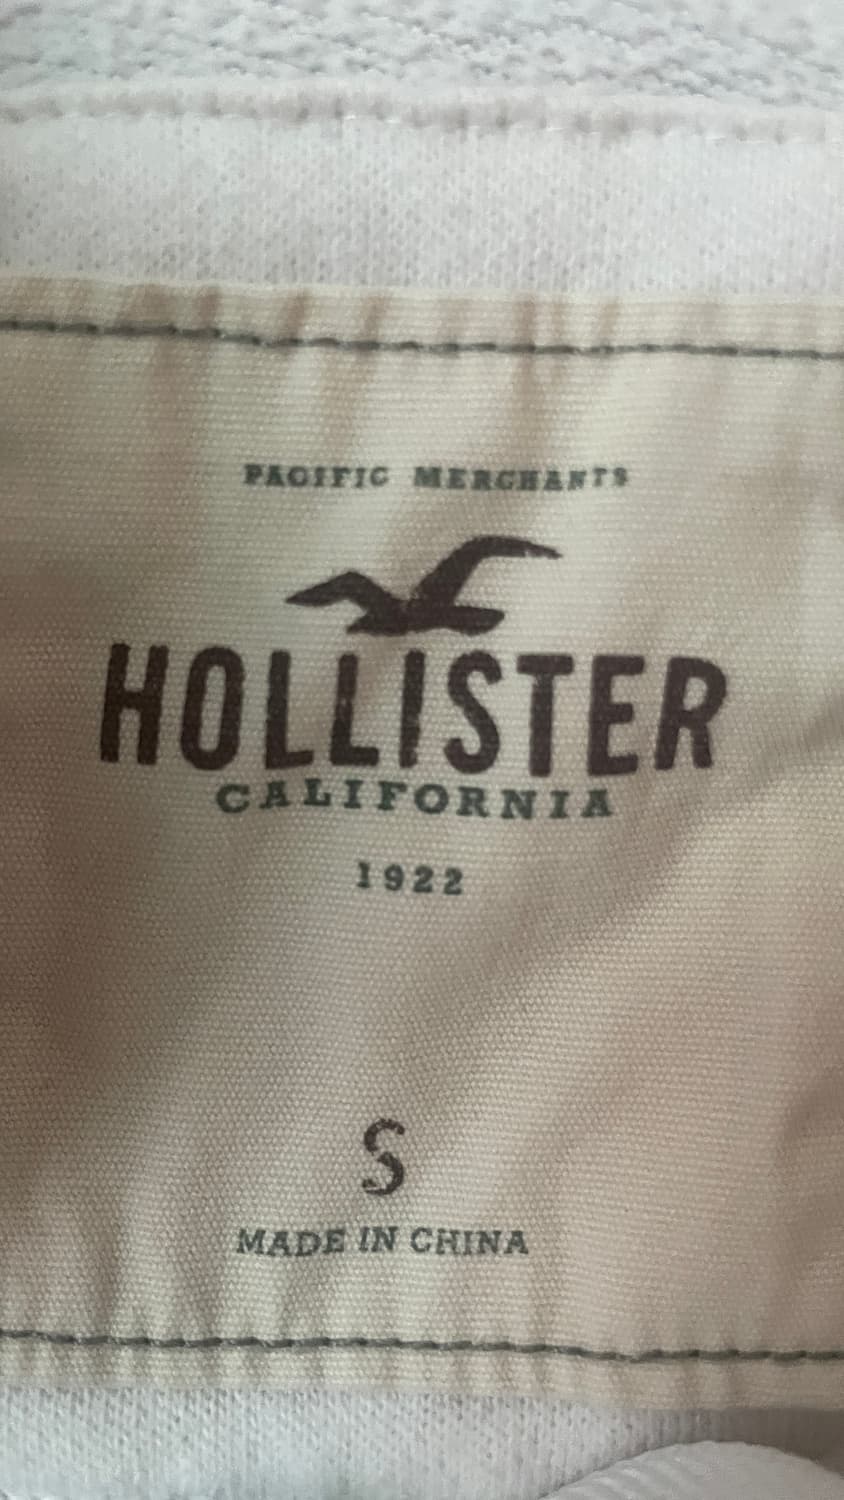 PACIFIC MERCHANTS
HOLLISTER
CALIFORNIA
1922
S
MADE IN CHINA